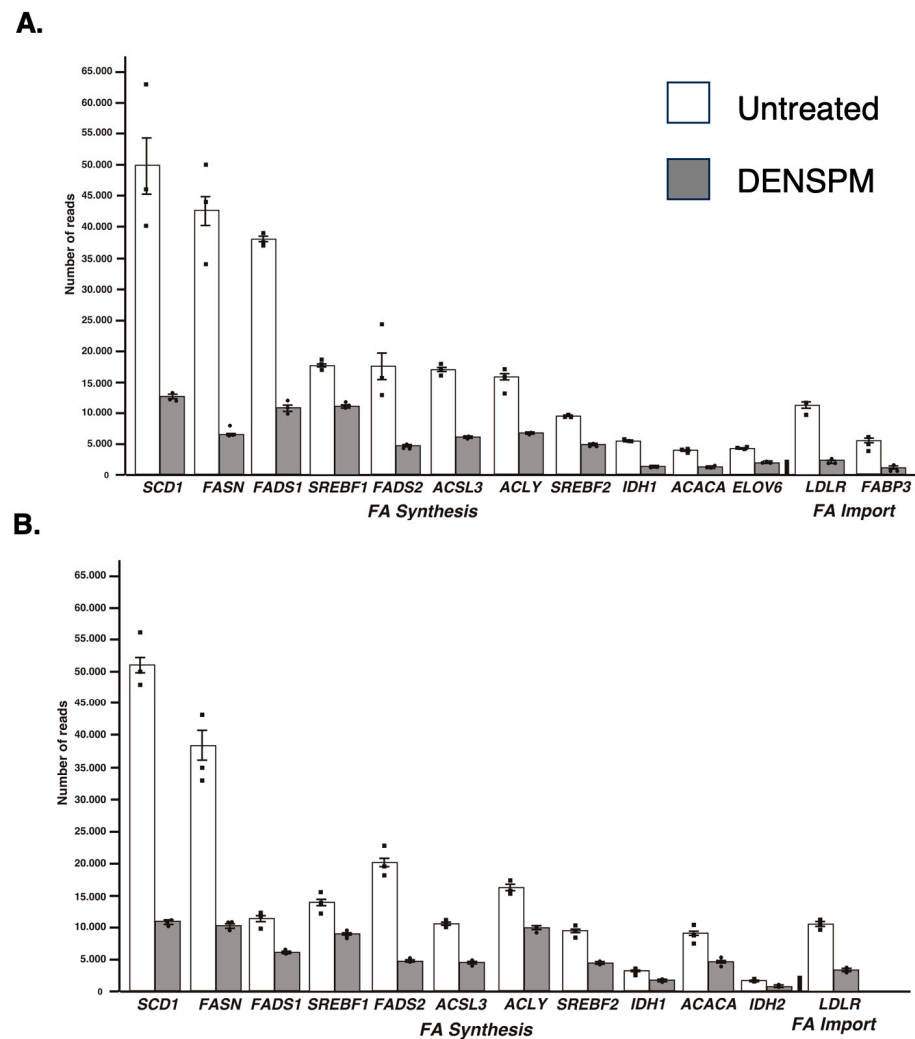 A.
65.000
60.000
55.000
50.000
45.000
40.000
35.000
30.000
25.000
20.000
15.000
10.000
5.000
0
Number of reads
Untreated
DENSPM
SCD1 FASN FADS1 SREBF1 FADS2 ACSL3 ACLY SREBF2 IDH1 ACACA ELOV6 LDLR FABP3
FA Synthesis FA Import
B.
65.000
60.000
55.000
50.000
45.000
40.000
35.000
30.000
25.000
20.000
15.000
10.000
5.000
0
Number of reads
SCD1 FASN FADS1 SREBF1 FADS2 ACSL3 ACLY SREBF2 IDH1 ACACA IDH2 LDLR
FA Synthesis FA Import